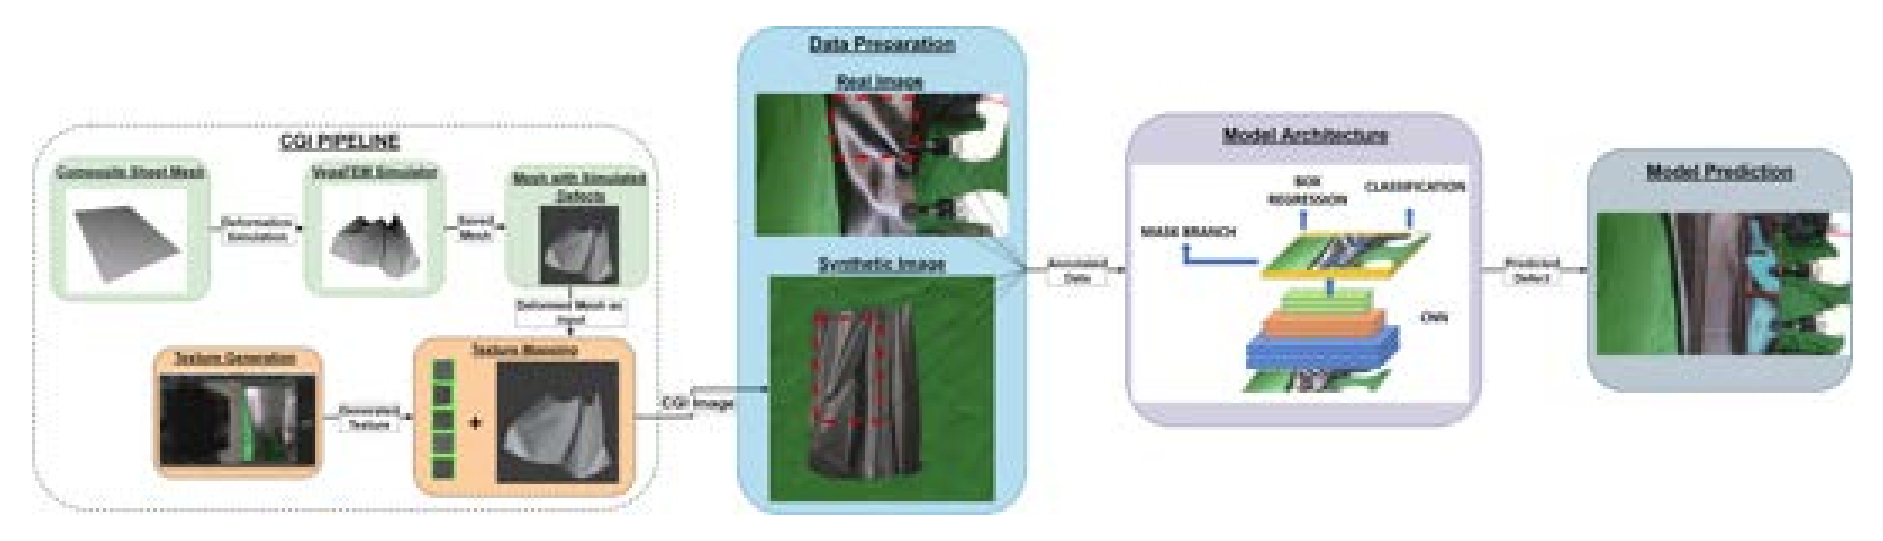 CGI PIPELINE
Composite Sheet Mesh
Simulator
Mesh with Simulated
Defects
Deformation
Simulation
Saved
Mesh
Deformed Mesh as
Input
Texture Generation
Generated
Texture
Texture Mapping
+
CGI Image
Data Preparation
Real Image
Synthetic Image
Annotated
Data
Model Architecture
BOX
REGRESSION
CLASSIFICATION
MASK BRANCH
CNN
Predicted
Defect
Model Prediction